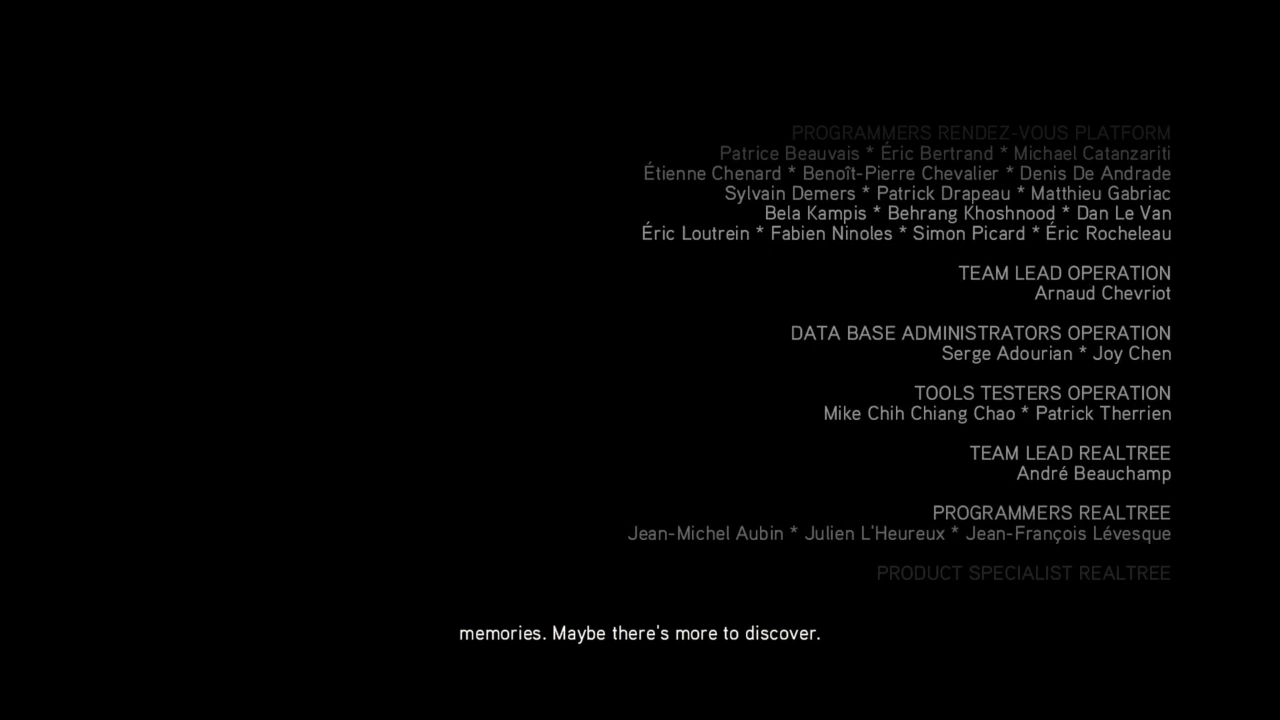 PROGRAMMERS RENDEZ-VOUS PLATFORM
Patrice Beauvais * Éric Bertrand * Michael Catanzariti
Étienne Chenard * Benoît-Pierre Chevalier * Denis De Andrade
Sylvain Demers * Patrick Drapeau * Matthieu Gabriac
Bela Kampis * Behrang Khoshnood * Dan Le Van
Éric Loutrein * Fabien Ninoles * Simon Picard * Éric Rocheleau
TEAM LEAD OPERATION
Arnaud Chevriot
DATA BASE ADMINISTRATORS OPERATION
Serge Adourian * Joy Chen
TOOLS TESTERS OPERATION
Mike Chih Chiang Chao * Patrick Therrien
TEAM LEAD REALTREE
André Beauchamp
PROGRAMMERS REALTREE
Jean-Michel Aubin * Julien L'Heureux * Jean-François Lévesque
PRODUCT SPECIALIST REALTREE
memories. Maybe there's more to discover.